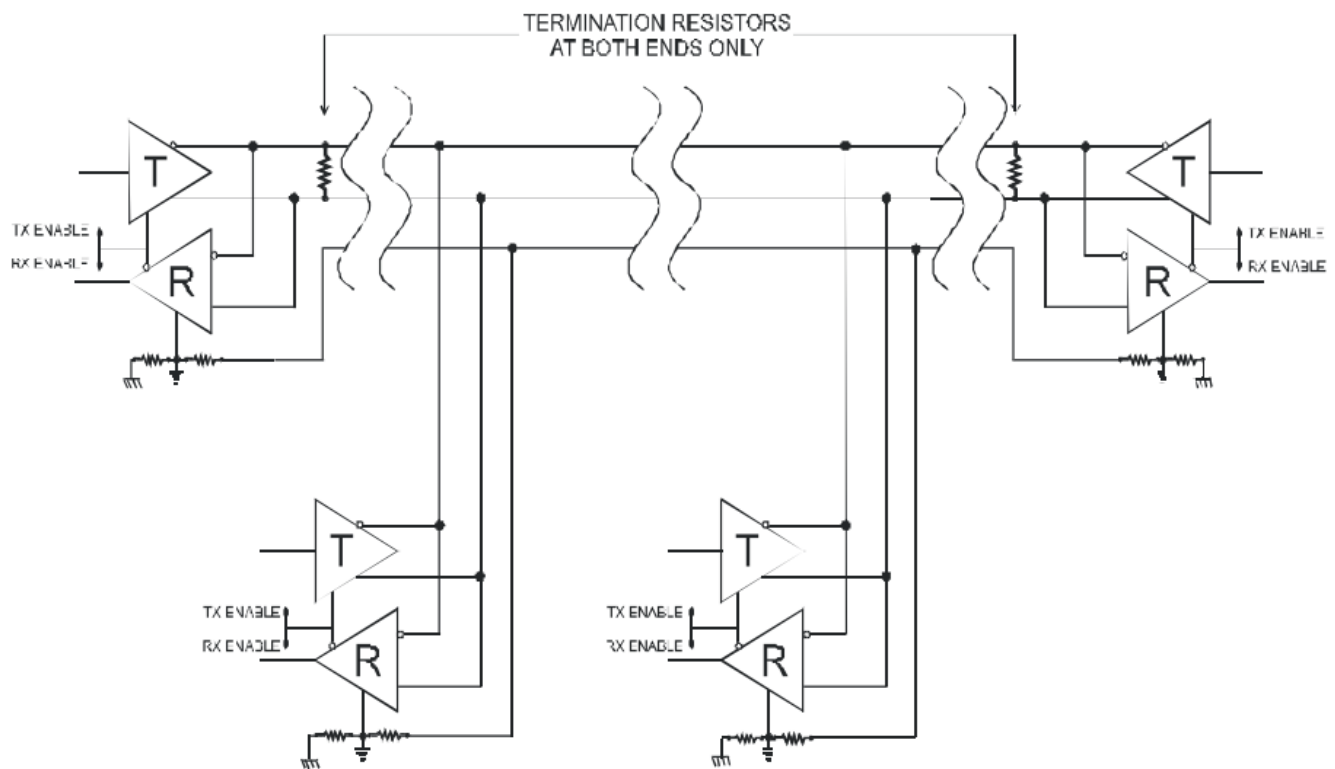 TERMINATION RESISTORS
AT BOTH ENDS ONLY
T
T
TX ENABLE
RX ENABLE
R
TX ENABLE
RX ENABLE
R
T
T
TX ENABLE
RX ENABLE
R
TX ENABLE
RX ENABLE
R